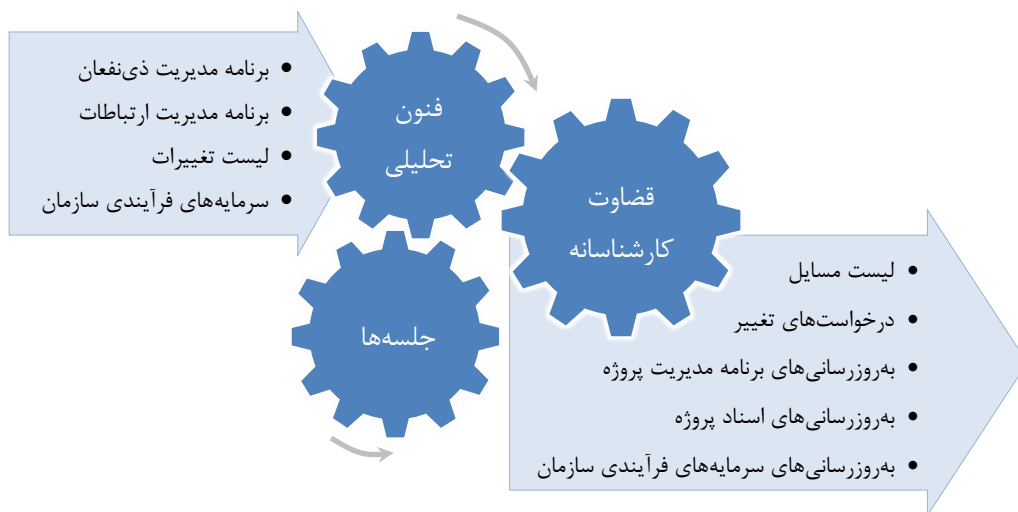 • برنامه مدیریت ذی‌نفعان
• برنامه مدیریت ارتباطات
• لیست تغییرات
• سرمایه‌های فرآیندی سازمان
فنون
تحلیلی
قضاوت
کارشناسانه
جلسه‌ها
• لیست مسایل
• درخواست‌های تغییر
• به‌روزرسانی‌های برنامه مدیریت پروژه
• به‌روزرسانی‌های اسناد پروژه
• به‌روزرسانی‌های سرمایه‌های فرآیندی سازمان